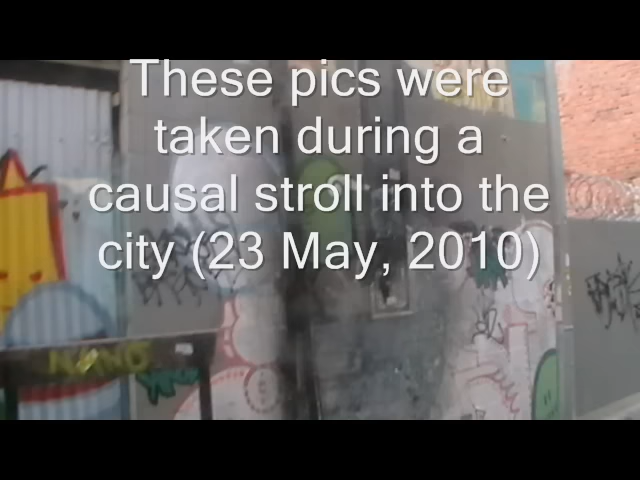 These pics were
taken during a
causal stroll into the
city (23 May, 2010)